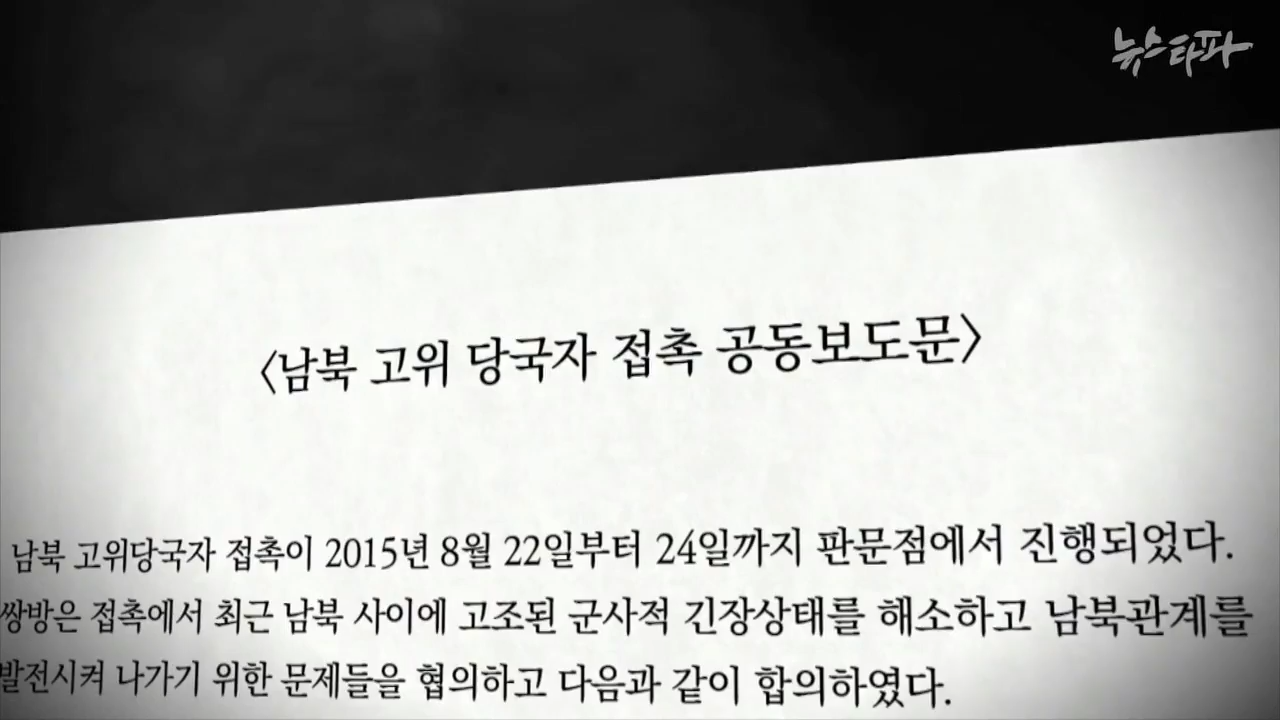 뉴스타파
〈남북 고위 당국자 접촉 공동보도문〉
남북 고위당국자 접촉이 2015년 8월 22일부터 24일까지 판문점에서 진행되었다.
쌍방은 접촉에서 최근 남북 사이에 고조된 군사적 긴장상태를 해소하고 남북관계를
발전시켜 나가기 위한 문제들을 협의하고 다음과 같이 합의하였다.